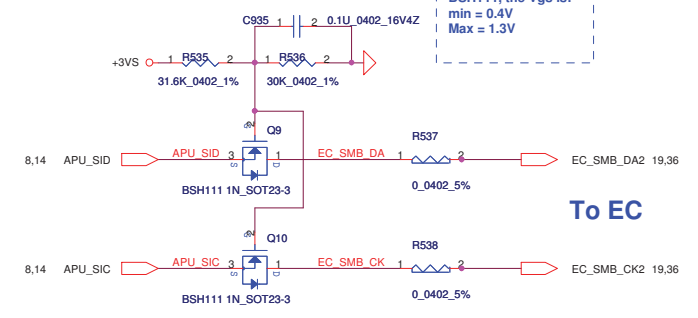 BSH111, the Vgs is:
min = 0.4V
Max = 1.3V
C935 1 2 0.1U_0402_16V4Z
+3VS 1 R535 2 1 R536 2
31.6K_0402_1% 30K_0402_1%
2 Q9
G
R537
8,14 APU_SID APU_SID 3 1 EC_SMB_DA 1 2 EC_SMB_DA2 19,36
S D
BSH111 1N_SOT23-3 0_0402_5%
To EC
2 Q10
G
R538
8,14 APU_SIC APU_SIC 3 1 EC_SMB_CK 1 2 EC_SMB_CK2 19,36
S D
BSH111 1N_SOT23-3 0_0402_5%